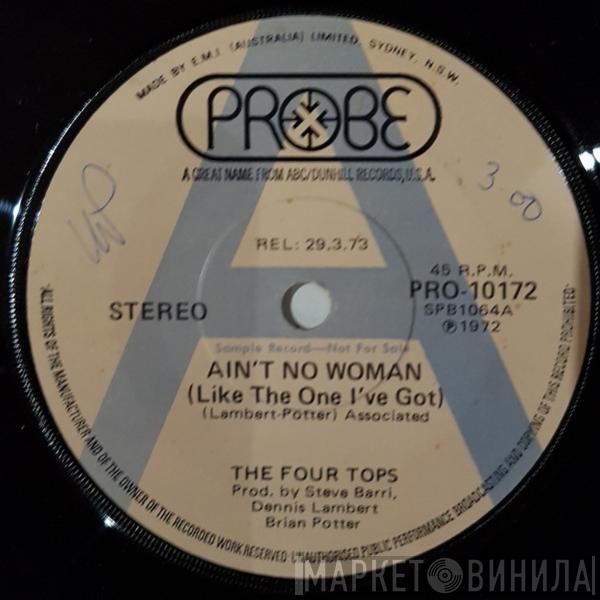 MADE BY E.M.I. (AUSTRALIA) LIMITED. SYDNEY, N.S.W.
PROBE
A GREAT NAME FROM ABC/DUNHILL RECORDS, U.S.A.
3.00
REL: 29.3.73
45 R.P.M.
STEREO
PRO-10172
SPB1064A
℗1972
Sample Record—Not For Sale
AIN'T NO WOMAN
(Like The One I've Got)
(Lambert-Potter) Associated
THE FOUR TOPS
Prod. by Steve Barri,
Dennis Lambert
Brian Potter
·ALL RIGHTS OF THE MANUFACTURER AND OF THE OWNER OF THE RECORDED WORK RESERVED· UNAUTHORISED PUBLIC PERFORMANCE BROADCASTING AND COPYING OF THIS RECORD PROHIBITED·
A
МАРКЕТ ВИНИЛА